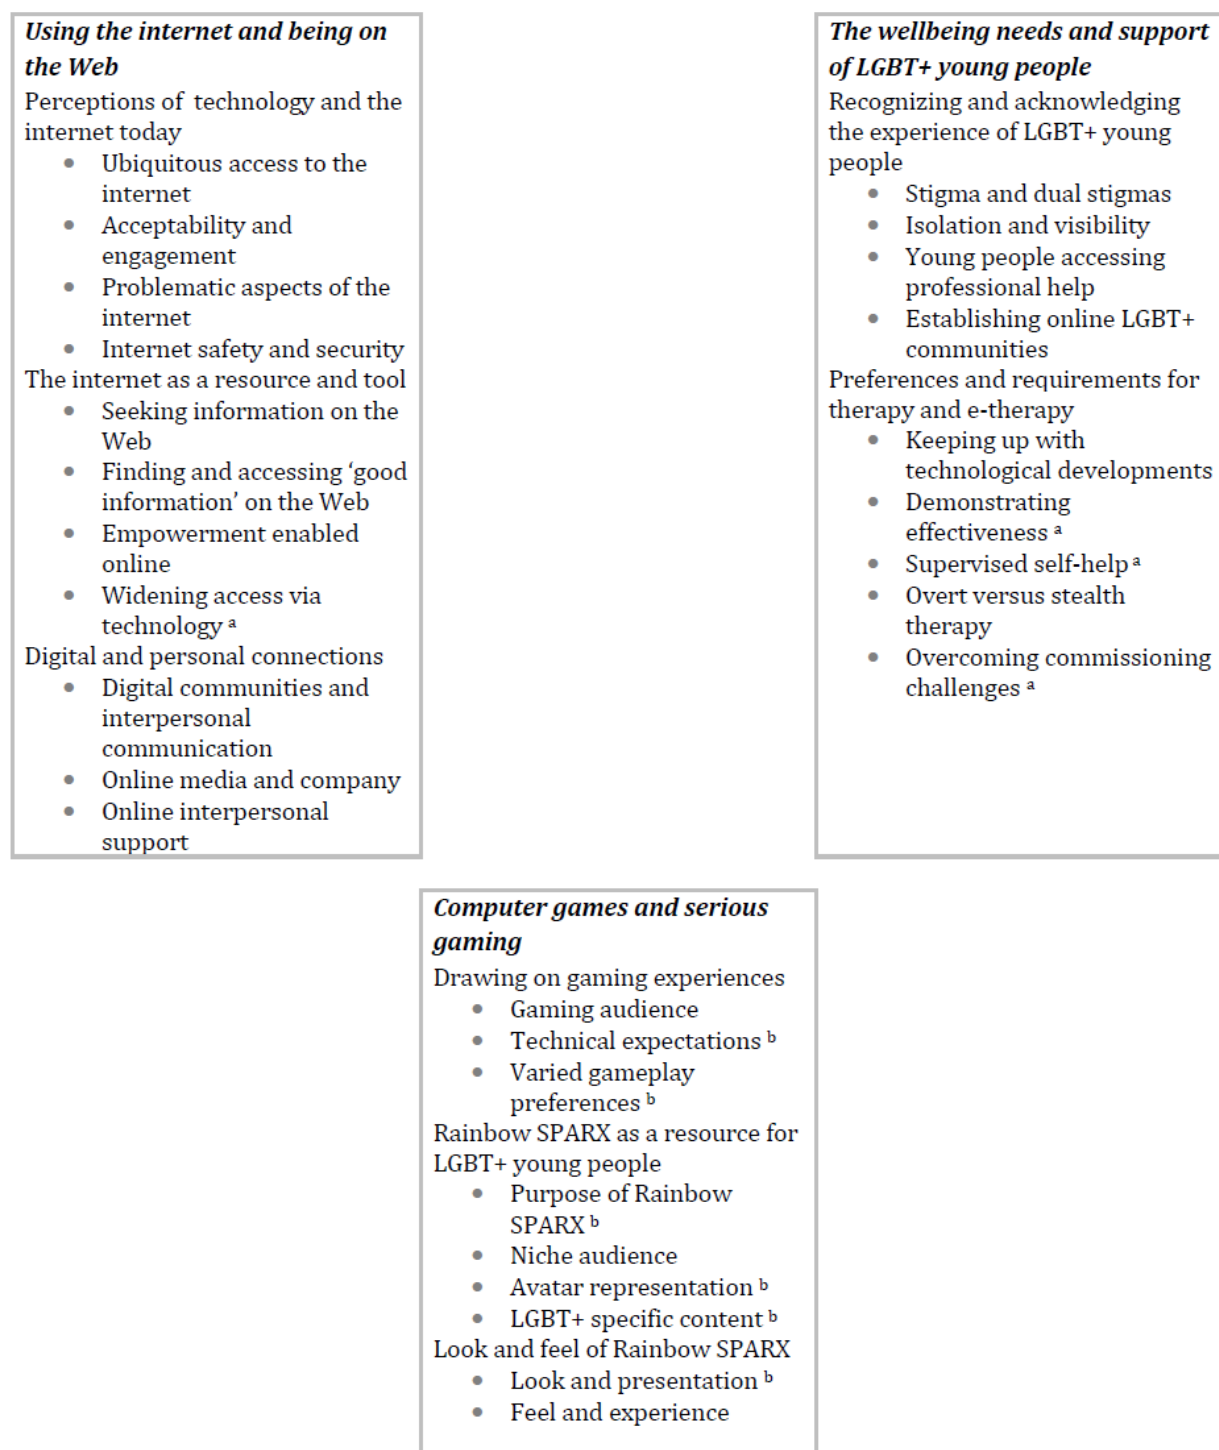 Using the internet and being on
the Web
Perceptions of technology and the
internet today
• Ubiquitous access to the
internet
• Acceptability and
engagement
• Problematic aspects of the
internet
• Internet safety and security
The internet as a resource and tool
• Seeking information on the
Web
• Finding and accessing ‘good
information’ on the Web
• Empowerment enabled
online
• Widening access via
technology a
Digital and personal connections
• Digital communities and
interpersonal
communication
• Online media and company
• Online interpersonal
support
The wellbeing needs and support
of LGBT+ young people
Recognizing and acknowledging
the experience of LGBT+ young
people
• Stigma and dual stigmas
• Isolation and visibility
• Young people accessing
professional help
• Establishing online LGBT+
communities
Preferences and requirements for
therapy and e-therapy
• Keeping up with
technological developments
• Demonstrating
effectiveness a
• Supervised self-help a
• Overt versus stealth
therapy
• Overcoming commissioning
challenges a
Computer games and serious
gaming
Drawing on gaming experiences
• Gaming audience
• Technical expectations b
• Varied gameplay
preferences b
Rainbow SPARX as a resource for
LGBT+ young people
• Purpose of Rainbow
SPARX b
• Niche audience
• Avatar representation b
• LGBT+ specific content b
Look and feel of Rainbow SPARX
• Look and presentation b
• Feel and experience